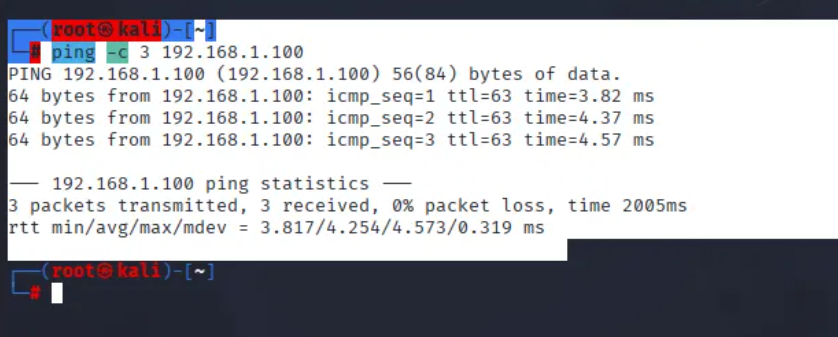 ┌──(root㉿kali)-[~]
└─# ping -c 3 192.168.1.100
PING 192.168.1.100 (192.168.1.100) 56(84) bytes of data.
64 bytes from 192.168.1.100: icmp_seq=1 ttl=63 time=3.82 ms
64 bytes from 192.168.1.100: icmp_seq=2 ttl=63 time=4.37 ms
64 bytes from 192.168.1.100: icmp_seq=3 ttl=63 time=4.57 ms
--- 192.168.1.100 ping statistics ---
3 packets transmitted, 3 received, 0% packet loss, time 2005ms
rtt min/avg/max/mdev = 3.817/4.254/4.573/0.319 ms
┌──(root㉿kali)-[~]
└─#